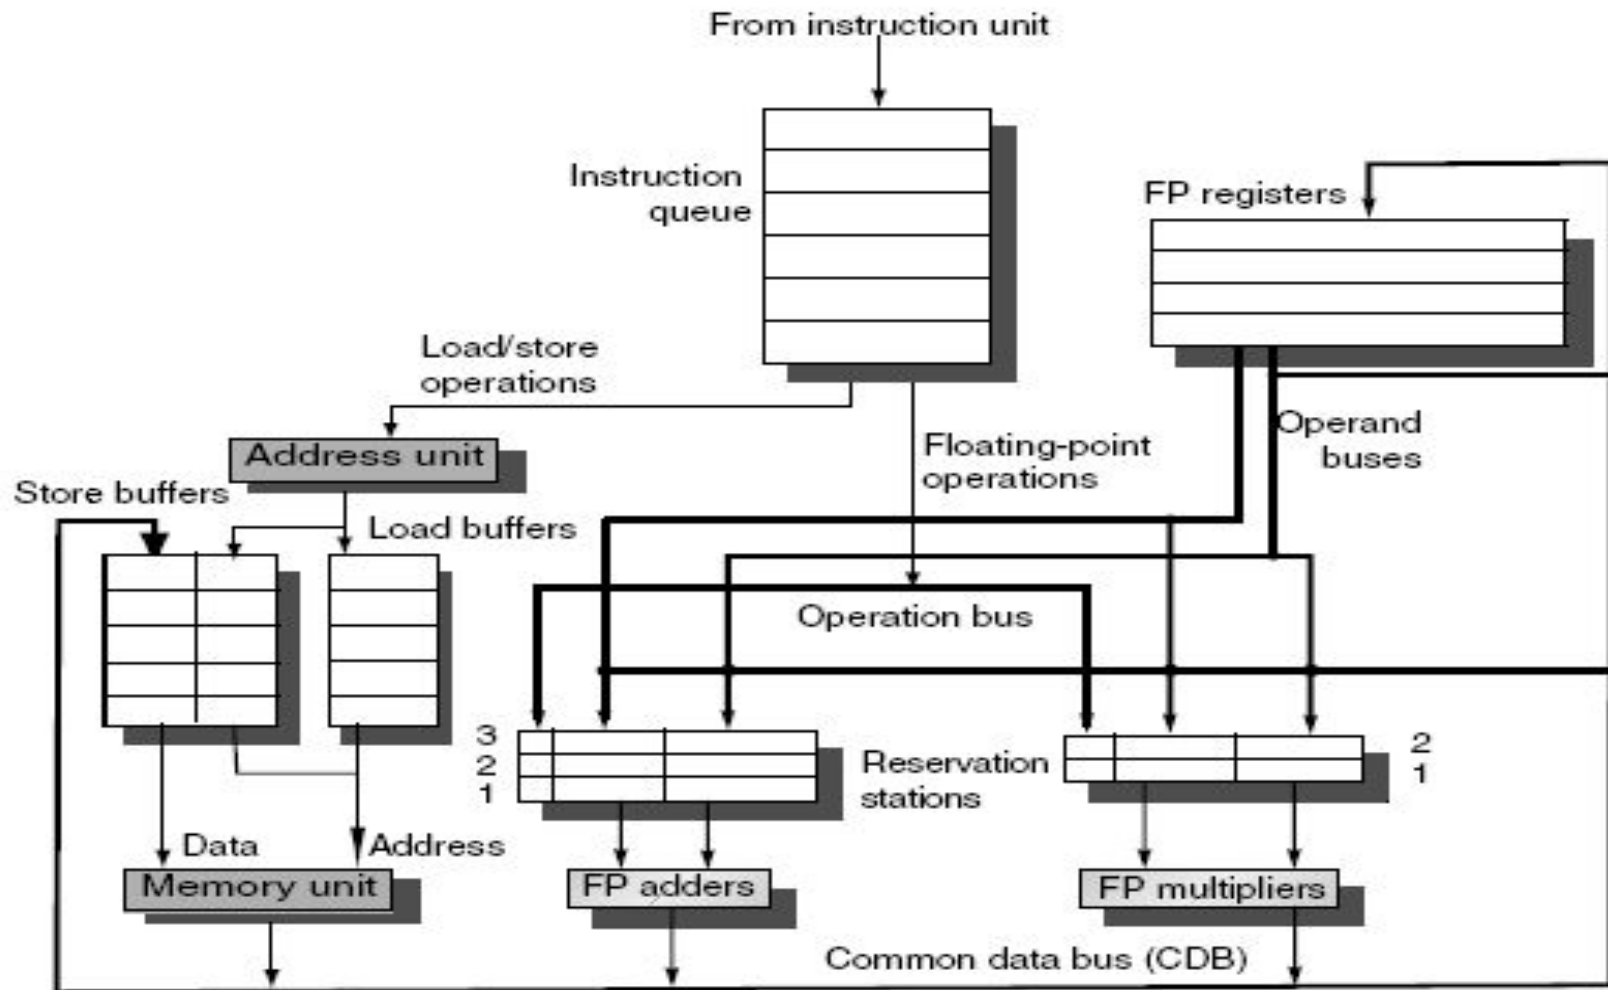 From instruction unit
Instruction
queue
FP registers
Load/store
operations
Address unit
Floating-point
operations
Operand
buses
Store buffers
Load buffers
Operation bus
3
2
1
Reservation
stations
2
1
Data
Address
Memory unit
FP adders
FP multipliers
Common data bus (CDB)